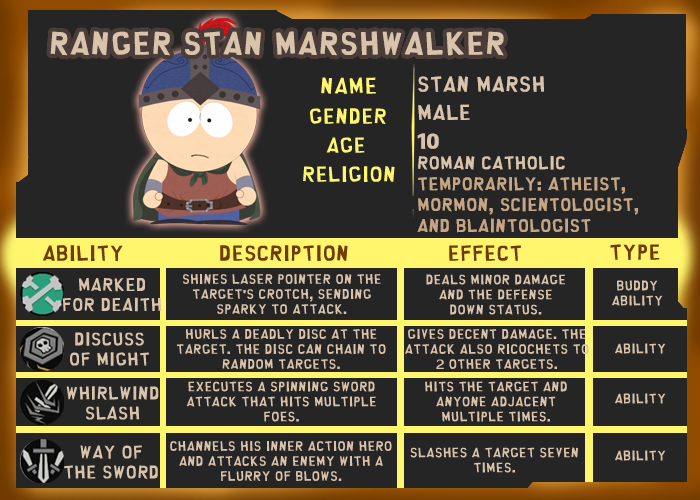 RANGER STAN MARSHWALKER
NAME
STAN MARSH
GENDER
MALE
AGE
10
RELIGION
ROMAN CATHOLIC
TEMPORARILY: ATHEIST,
MORMON, SCIENTOLOGIST,
AND BLAINTOLOGIST
ABILITY
DESCRIPTION
EFFECT
TYPE
MARKED
FOR DEAITH
SHINES LASER POINTER ON THE
TARGET'S CROTCH, SENDING
SPARKY TO ATTACK.
DEALS MINOR DAMAGE
AND THE DEFENSE
DOWN STATUS.
BUDDY
ABILITY
DISCUSS
OF MIGHT
HURLS A DEADLY DISC AT THE
TARGET. THE DISC CAN CHAIN TO
RANDOM TARGETS.
GIVES DECENT DAMAGE. THE
ATTACK ALSO RICOCHETS TO
2 OTHER TARGETS.
ABILITY
WHIRLWIND
SLASH
EXECUTES A SPINNING SWORD
ATTACK THAT HITS MULTIPLE
FOES.
HITS THE TARGET AND
ANYONE ADJACENT
MULTIPLE TIMES.
ABILITY
WAY OF
THE SWORD
CHANNELS HIS INNER ACTION HERO
AND ATTACKS AN ENEMY WITH A
FLURRY OF BLOWS.
SLASHES A TARGET SEVEN
TIMES.
ABILITY